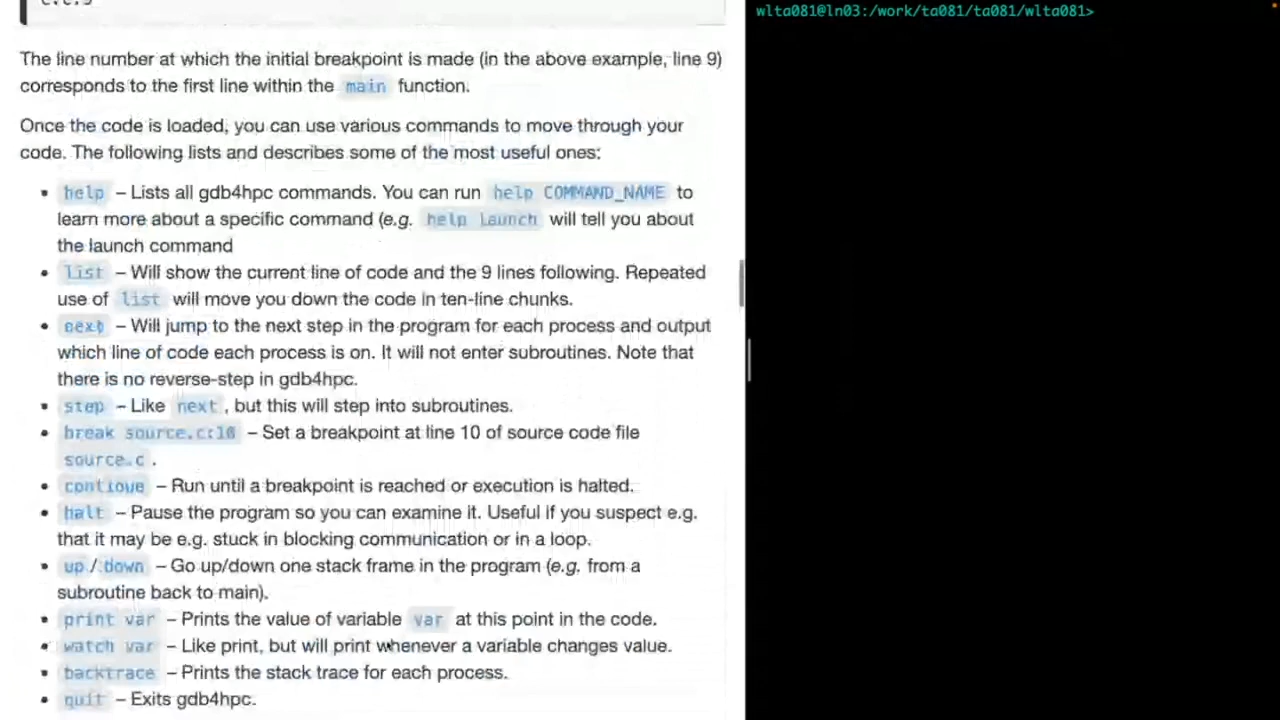 The line number at which the initial breakpoint is made (in the above example, line 9)
corresponds to the first line within the main function.
Once the code is loaded, you can use various commands to move through your
code. The following lists and describes some of the most useful ones:
• help – Lists all gdb4hpc commands. You can run help COMMAND_NAME to
learn more about a specific command (e.g. help launch will tell you about
the launch command
• list – Will show the current line of code and the 9 lines following. Repeated
use of list will move you down the code in ten-line chunks.
• next – Will jump to the next step in the program for each process and output
which line of code each process is on. It will not enter subroutines. Note that
there is no reverse-step in gdb4hpc.
• step – Like next, but this will step into subroutines.
• break source.c:10 – Set a breakpoint at line 10 of source code file
source.c.
• continue – Run until a breakpoint is reached or execution is halted.
• halt – Pause the program so you can examine it. Useful if you suspect e.g.
that it may be e.g. stuck in blocking communication or in a loop.
• up / down – Go up/down one stack frame in the program (e.g. from a
subroutine back to main).
• print var – Prints the value of variable var at this point in the code.
• watch var – Like print, but will print whenever a variable changes value.
• backtrace – Prints the stack trace for each process.
• quit – Exits gdb4hpc.
wlta081@ln03:/work/ta081/ta081/wlta081>